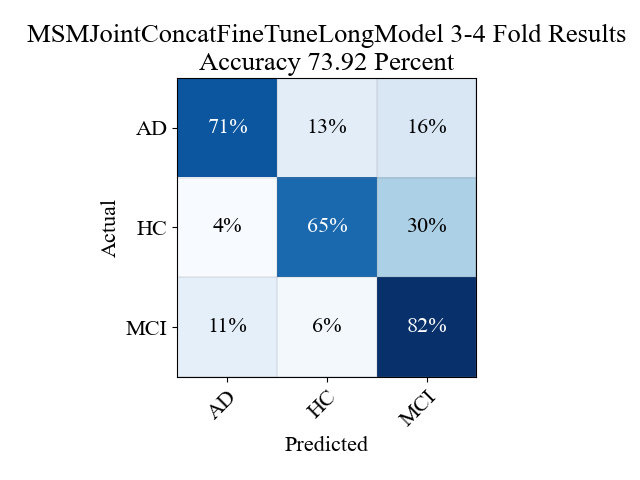 MSMJointConcatFineTuneLongModel 3-4 Fold Results
Accuracy 73.92 Percent
AD 71% 13% 16%
Actual
HC 4% 65% 30%
MCI 11% 6% 82%
AD HC MCI
Predicted